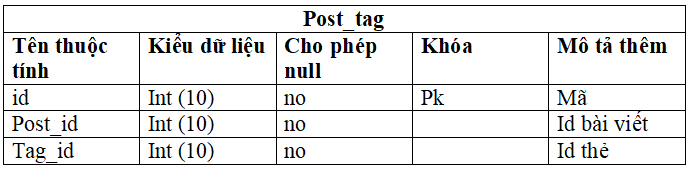 Post_tag
Tên thuộc tính Kiểu dữ liệu Cho phép null Khóa Mô tả thêm
id Int (10) no Pk Mã
Post_id Int (10) no Id bài viết
Tag_id Int (10) no Id thẻ